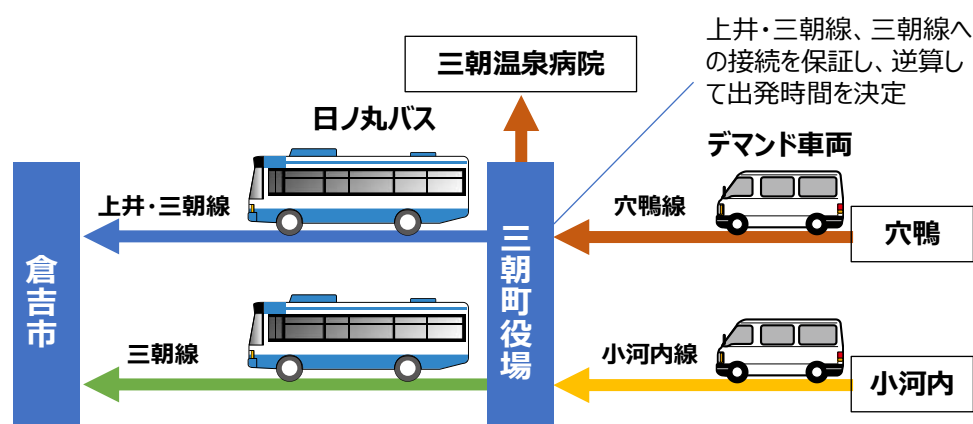 上井・三朝線、三朝線へ
の接続を保証し、逆算し
て出発時間を決定
三朝温泉病院
日ノ丸バス
デマンド車両
上井・三朝線
穴鴨線
穴鴨
倉吉市
三朝町役場
三朝線
小河内線
小河内